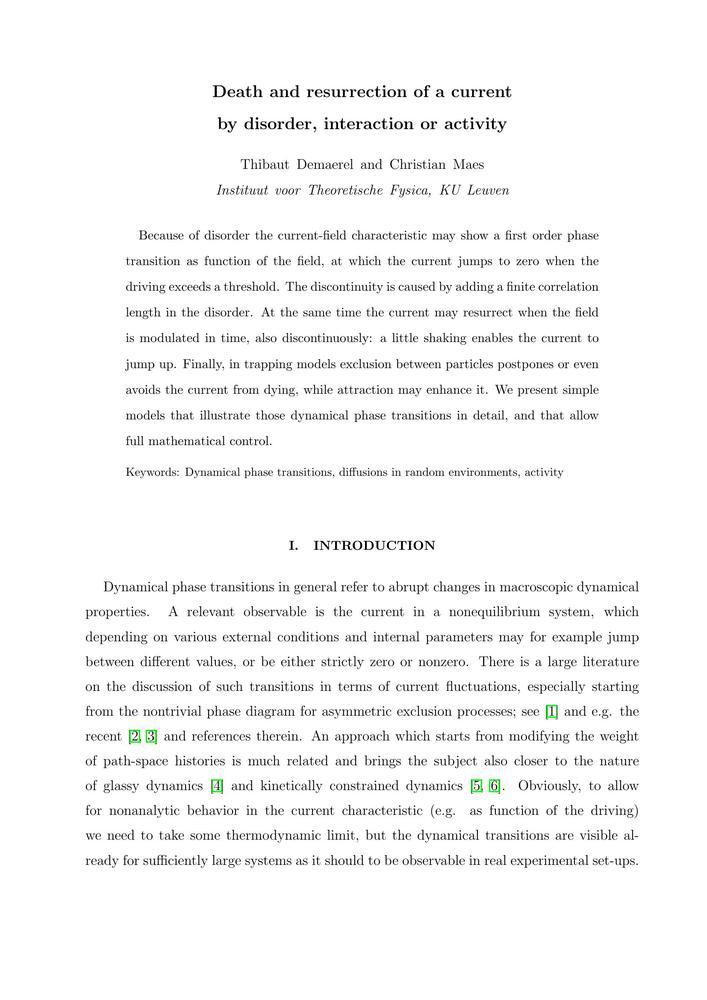 Death and resurrection of a current
by disorder, interaction or activity
Thibaut Demaerel and Christian Maes
Instituut voor Theoretische Fysica, KU Leuven
Because of disorder the current-field characteristic may show a first order phase
transition as function of the field, at which the current jumps to zero when the
driving exceeds a threshold. The discontinuity is caused by adding a finite correlation
length in the disorder. At the same time the current may resurrect when the field
is modulated in time, also discontinuously: a little shaking enables the current to
jump up. Finally, in trapping models exclusion between particles postpones or even
avoids the current from dying, while attraction may enhance it. We present simple
models that illustrate those dynamical phase transitions in detail, and that allow
full mathematical control.
Keywords: Dynamical phase transitions, diffusions in random environments, activity
I. INTRODUCTION
Dynamical phase transitions in general refer to abrupt changes in macroscopic dynamical
properties. A relevant observable is the current in a nonequilibrium system, which
depending on various external conditions and internal parameters may for example jump
between different values, or be either strictly zero or nonzero. There is a large literature
on the discussion of such transitions in terms of current fluctuations, especially starting
from the nontrivial phase diagram for asymmetric exclusion processes; see [1] and e.g. the
recent [2, 3] and references therein. An approach which starts from modifying the weight
of path-space histories is much related and brings the subject also closer to the nature
of glassy dynamics [4] and kinetically constrained dynamics [5, 6]. Obviously, to allow
for nonanalytic behavior in the current characteristic (e.g. as function of the driving)
we need to take some thermodynamic limit, but the dynamical transitions are visible al-
ready for sufficiently large systems as it should to be observable in real experimental set-ups.